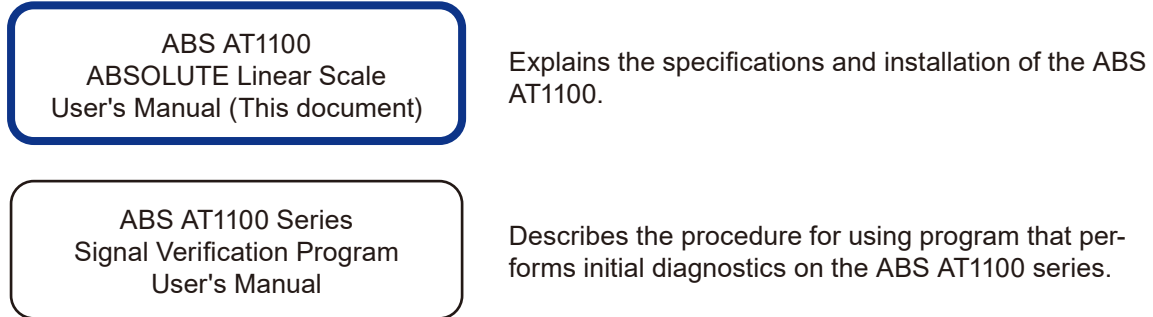 ABS AT1100
ABSOLUTE Linear Scale
User's Manual (This document)
Explains the specifications and installation of the ABS
AT1100.
ABS AT1100 Series
Signal Verification Program
User's Manual
Describes the procedure for using program that per-
forms initial diagnostics on the ABS AT1100 series.